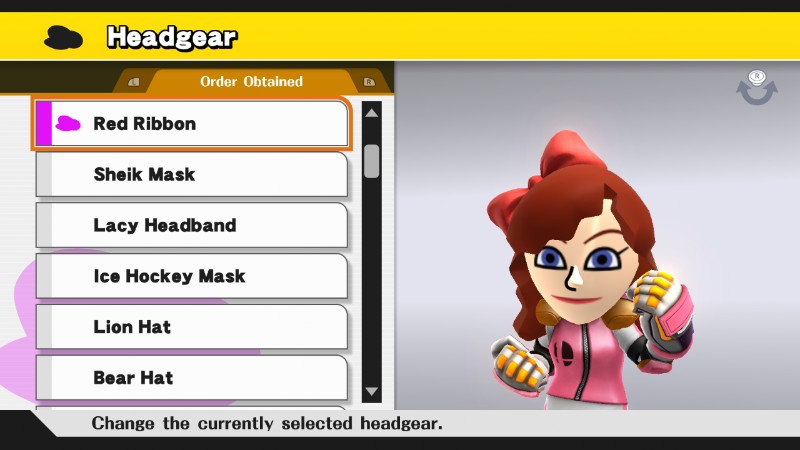 Headgear
L
Order Obtained
R
R
Red Ribbon
Sheik Mask
Lacy Headband
Ice Hockey Mask
Lion Hat
Bear Hat
Change the currently selected headgear.